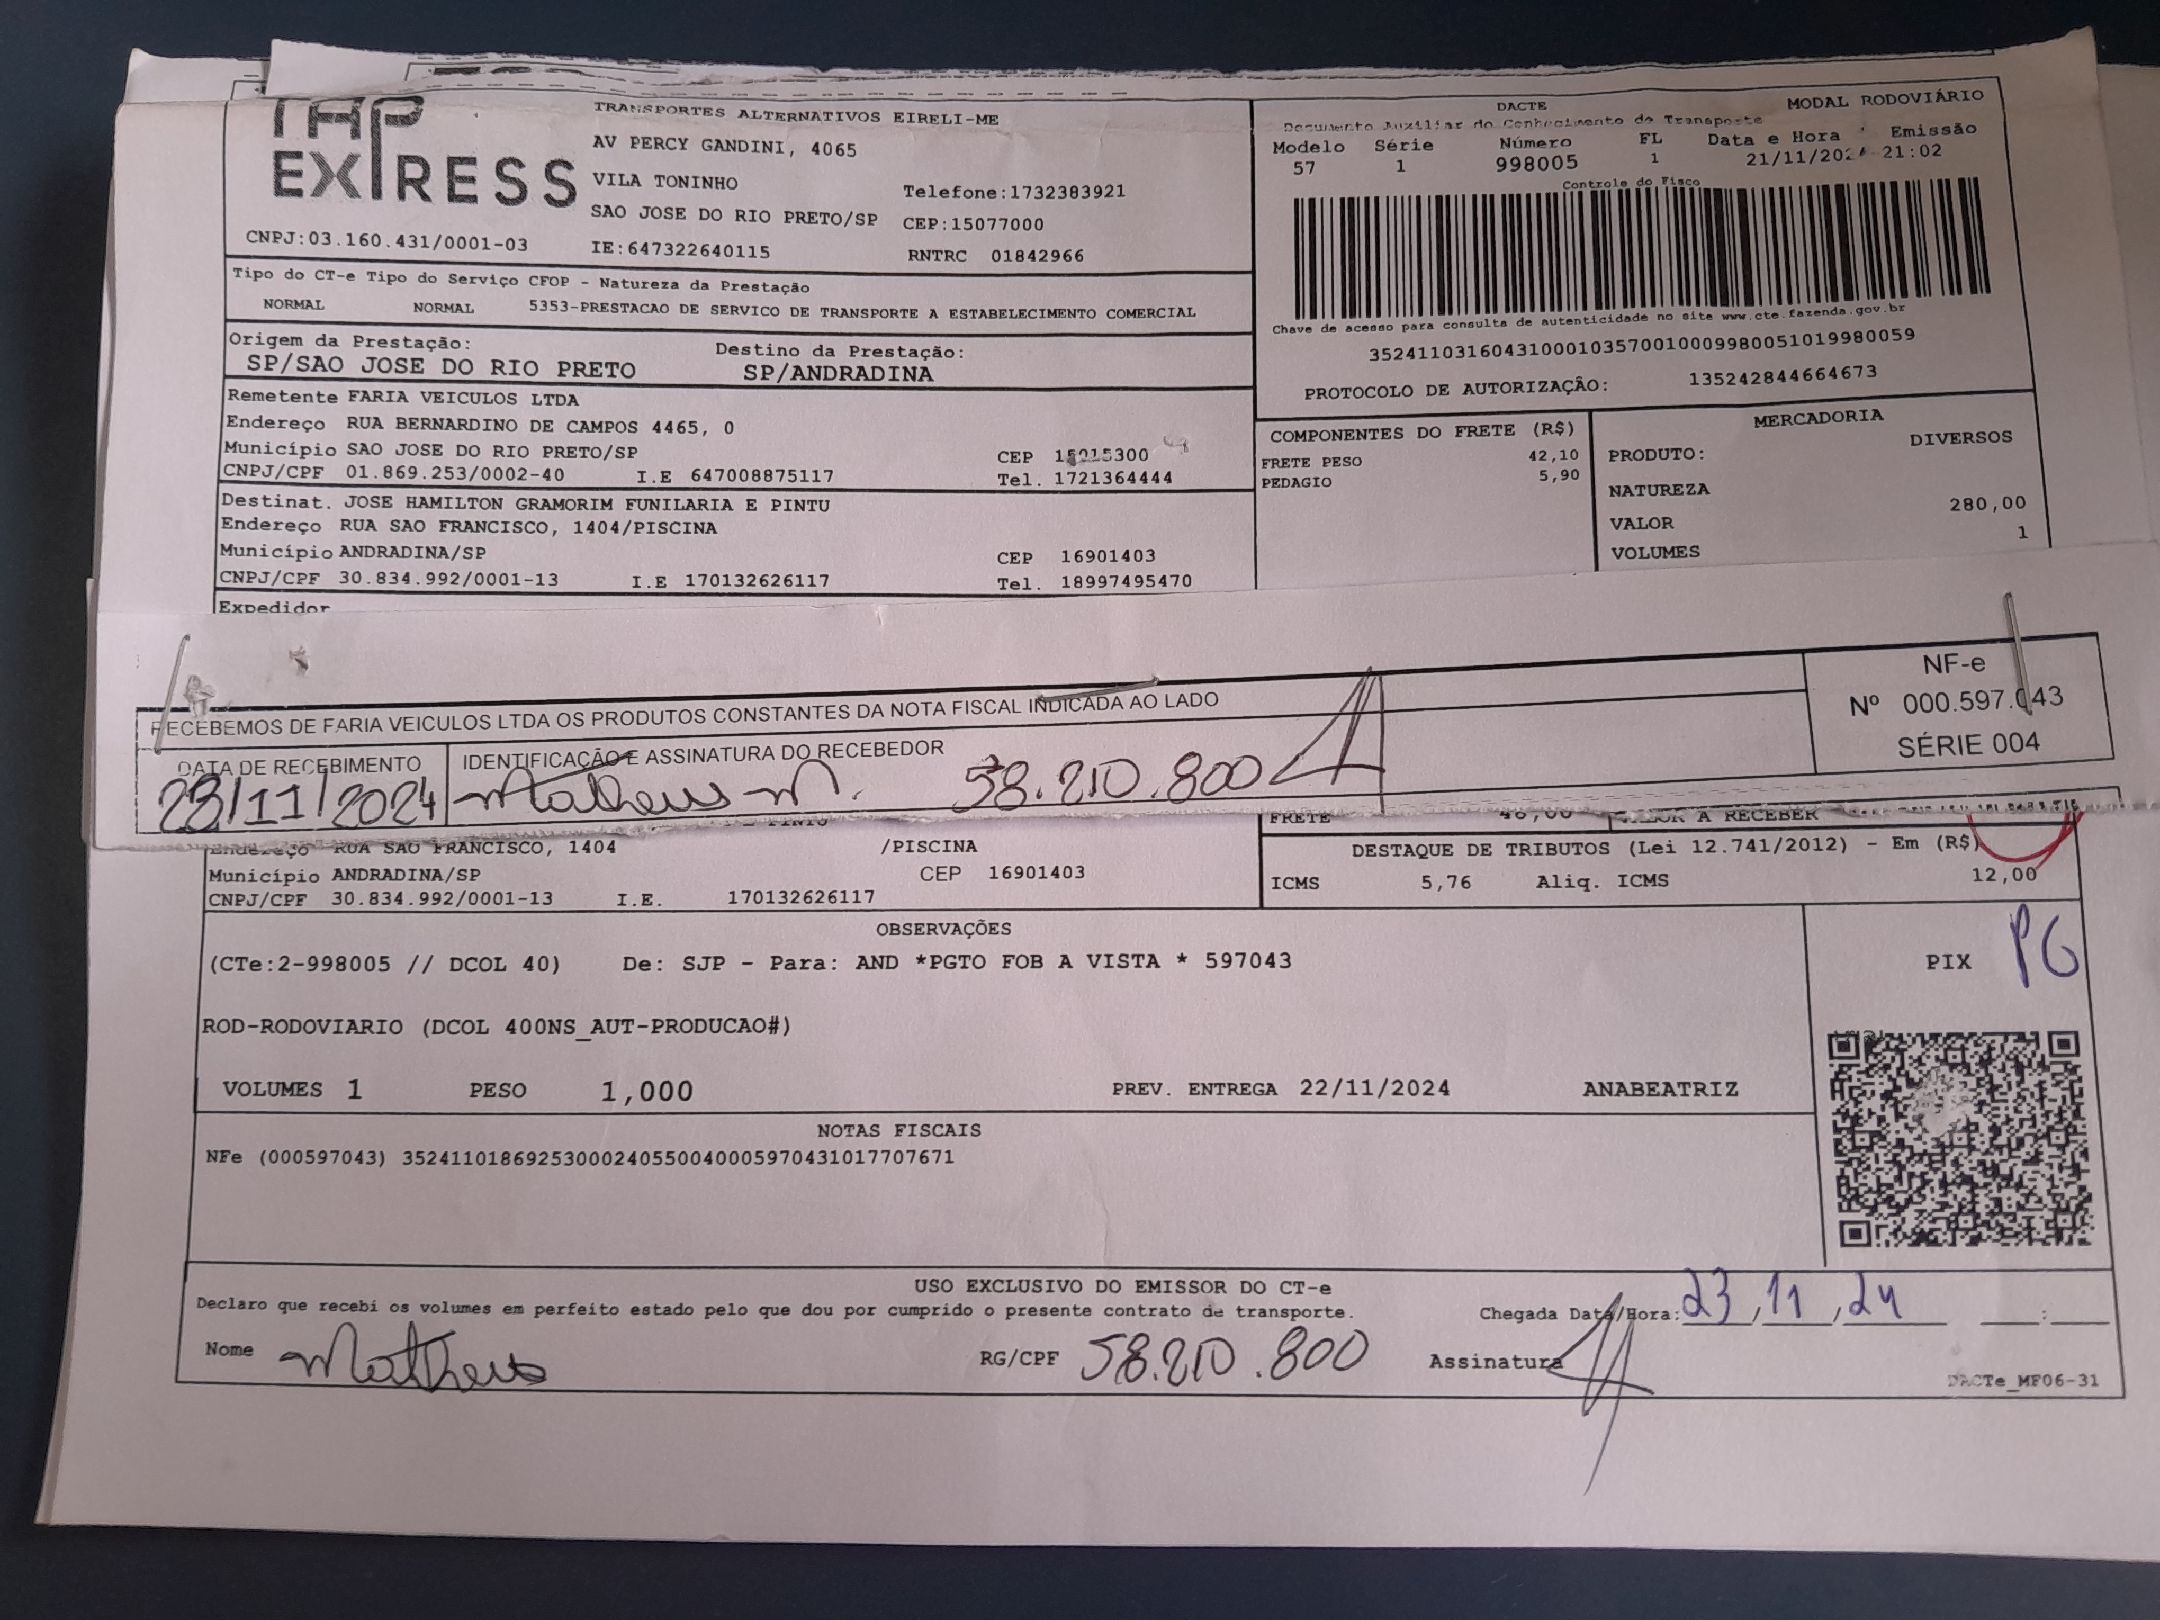 TAP
EXPRESS
TRANSPORTES ALTERNATIVOS EIRELI-ME
AV PERCY GANDINI, 4065
VILA TONINHO
Telefone:1732383921
SAO JOSE DO RIO PRETO/SP CEP:15077000
CNPJ:03.160.431/0001-03 IE:647322640115 RNTRC 01842966
DACTE MODAL RODOVIÁRIO
Documento Auxiliar do Conhecimento de Transporte
Modelo Série Número FL Data e Hora Emissão
57 1 998005 1 21/11/2024 21:02
Controle do Fisco
Chave de acesso para consulta de autenticidade no site www.cte.fazenda.gov.br
35241103160431000103570010009980051019980059
PROTOCOLO DE AUTORIZAÇÃO: 135242844664673
Tipo do CT-e Tipo do Serviço CFOP - Natureza da Prestação
NORMAL NORMAL 5353-PRESTACAO DE SERVICO DE TRANSPORTE A ESTABELECIMENTO COMERCIAL
Origem da Prestação: Destino da Prestação:
SP/SAO JOSE DO RIO PRETO SP/ANDRADINA
Remetente FARIA VEICULOS LTDA
Endereço RUA BERNARDINO DE CAMPOS 4465, 0
Município SAO JOSE DO RIO PRETO/SP CEP 15015300
CNPJ/CPF 01.869.253/0002-40 I.E 647008875117 Tel. 1721364444
Destinat. JOSE HAMILTON GRAMORIM FUNILARIA E PINTU
Endereço RUA SAO FRANCISCO, 1404/PISCINA
Município ANDRADINA/SP CEP 16901403
CNPJ/CPF 30.834.992/0001-13 I.E 170132626117 Tel. 18997495470
Expedidor
COMPONENTES DO FRETE (R$)
FRETE PESO 42,10
PEDAGIO 5,90
MERCADORIA
PRODUTO: DIVERSOS
NATUREZA
VALOR 280,00
VOLUMES 1
RECEBEMOS DE FARIA VEICULOS LTDA OS PRODUTOS CONSTANTES DA NOTA FISCAL INDICADA AO LADO
NF-e
Nº 000.597.043
SÉRIE 004
DATA DE RECEBIMENTO IDENTIFICAÇÃO E ASSINATURA DO RECEBEDOR
23/11/2024 Matheus M. 58.210.800
FRETE 48,00 VALOR A RECEBER
Endereço RUA SAO FRANCISCO, 1404 /PISCINA
Município ANDRADINA/SP CEP 16901403
CNPJ/CPF 30.834.992/0001-13 I.E. 170132626117
DESTAQUE DE TRIBUTOS (Lei 12.741/2012) - Em (R$)
ICMS 5,76 Aliq. ICMS 12,00
OBSERVAÇÕES
(CTe:2-998005 // DCOL 40) De: SJP - Para: AND *PGTO FOB A VISTA * 597043
PIX PG
ROD-RODOVIARIO (DCOL 400NS_AUT-PRODUCAO#)
VOLUMES 1 PESO 1,000 PREV. ENTREGA 22/11/2024 ANABEATRIZ
NOTAS FISCAIS
NFe (000597043) 35241101869253000240550040005970431017707671
USO EXCLUSIVO DO EMISSOR DO CT-e
Declaro que recebi os volumes em perfeito estado pelo que dou por cumprido o presente contrato de transporte.
Chegada Data/Hora: 23/11/24 :
Nome Matheus RG/CPF 58.210.800 Assinatura
DACTe_MF06-31